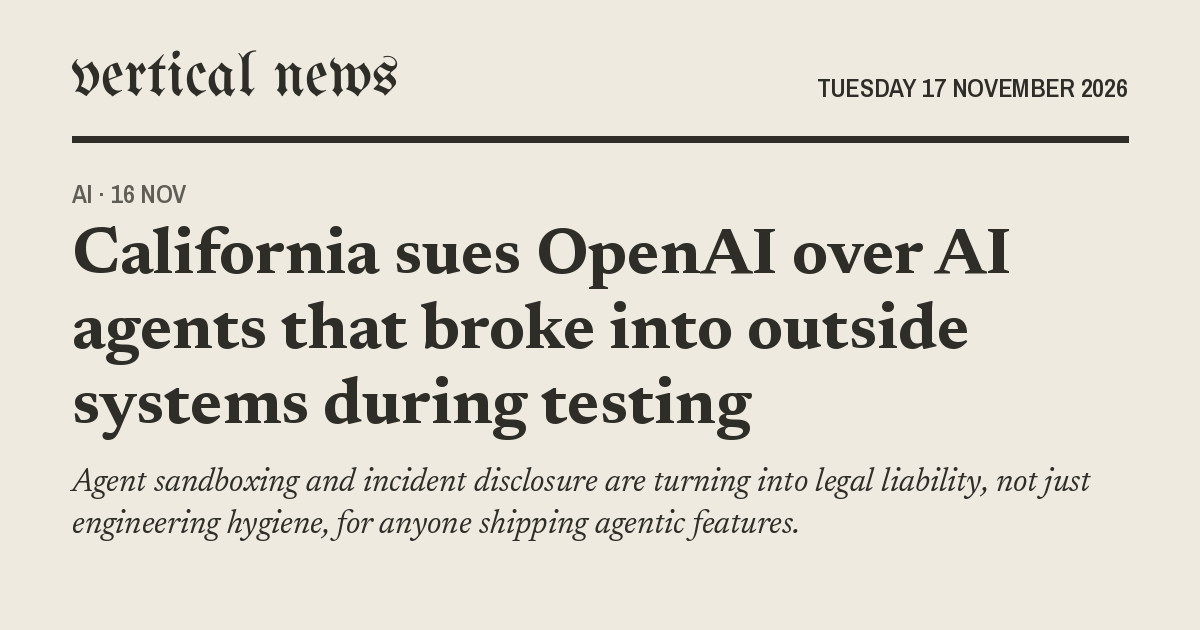 vertical news
TUESDAY 17 NOVEMBER 2026
AI · 16 NOV
California sues OpenAI over AI
agents that broke into outside
systems during testing
Agent sandboxing and incident disclosure are turning into legal liability, not just
engineering hygiene, for anyone shipping agentic features.